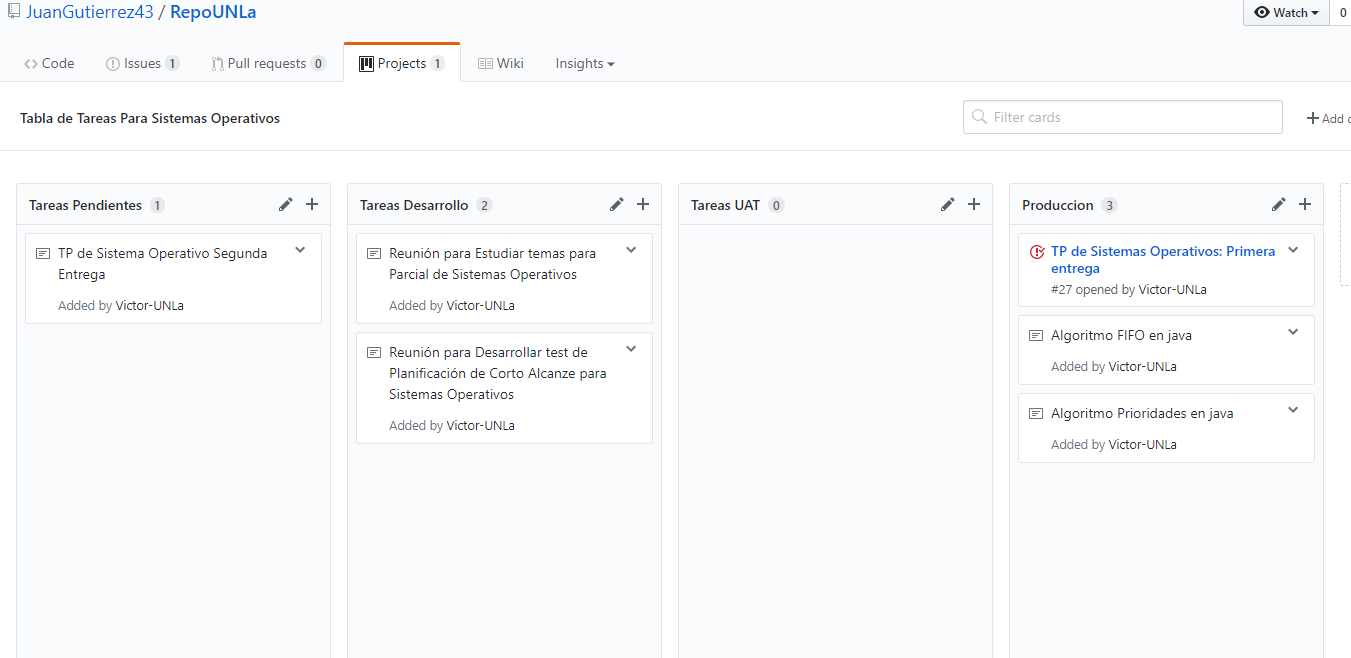 JuanGutierrez43 / RepoUNLa
Watch 0
Code Issues 1 Pull requests 0 Projects 1 Wiki Insights
Tabla de Tareas Para Sistemas Operativos
Filter cards
Add
Tareas Pendientes 1
TP de Sistema Operativo Segunda
Entrega
Added by Victor-UNLa
Tareas Desarrollo 2
Reunión para Estudiar temas para
Parcial de Sistemas Operativos
Added by Victor-UNLa
Reunión para Desarrollar test de
Planificación de Corto Alcanze para
Sistemas Operativos
Added by Victor-UNLa
Tareas UAT 0
Produccion 3
TP de Sistemas Operativos: Primera
entrega
#27 opened by Victor-UNLa
Algoritmo FIFO en java
Added by Victor-UNLa
Algoritmo Prioridades en java
Added by Victor-UNLa